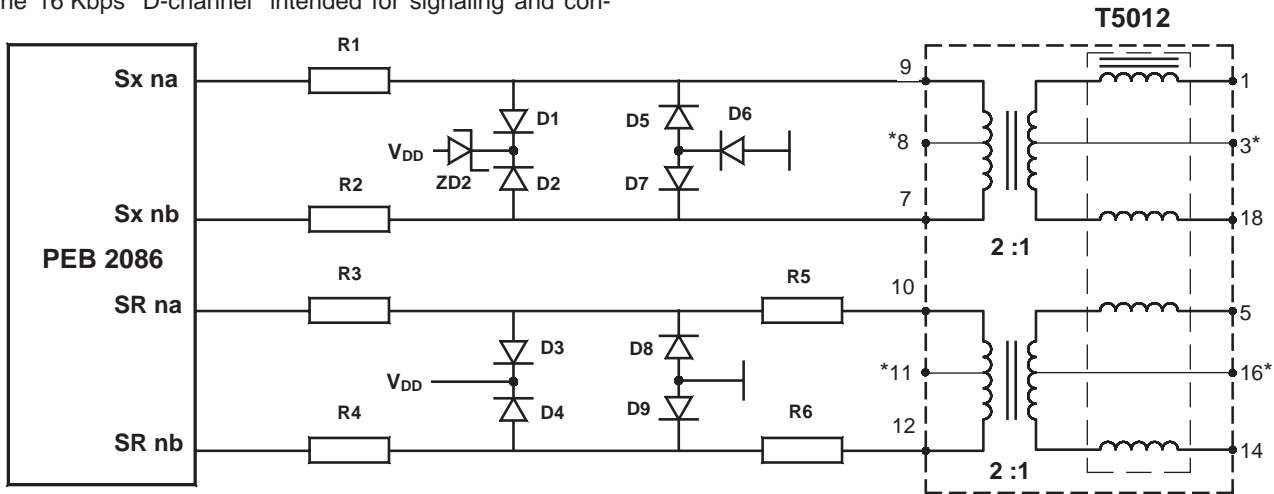 he 16 Kbps "D-channel" intended for signaling and con-
T5012
R1
Sx na
9
1
D1
D5
D6
*8
3*
VDD
ZD2
D2
D7
R2
7
Sx nb
18
2 :1
PEB 2086
R3
R5
10
SR na
5
D3
D8
*11
16*
VDD
D4
D9
R4
R6
12
SR nb
14
2 :1